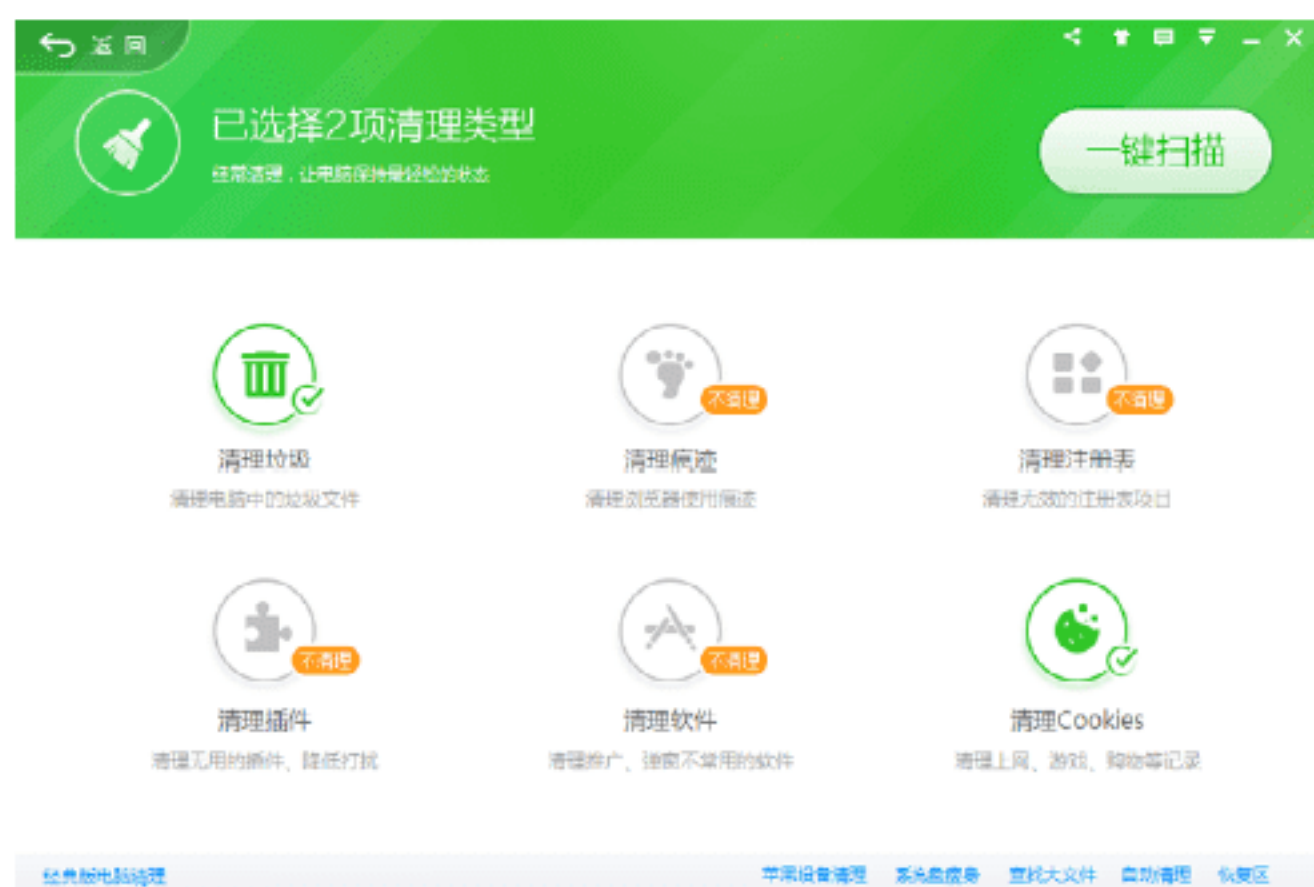 返回
已选择2项清理类型
经常清理，让电脑保持最轻松的状态
一键扫描
不清理
不清理
清理垃圾
清理痕迹
清理注册表
清理电脑中的垃圾文件
清理浏览器使用痕迹
清理无效的注册表项目
不清理
不清理
清理插件
清理软件
清理Cookies
清理无用的插件、降低打扰
清理推广、弹窗不常用的软件
清理上网、游戏、购物等记录
经典版电脑清理
苹果设备清理
系统盘瘦身
查找大文件
自动清理
恢复区